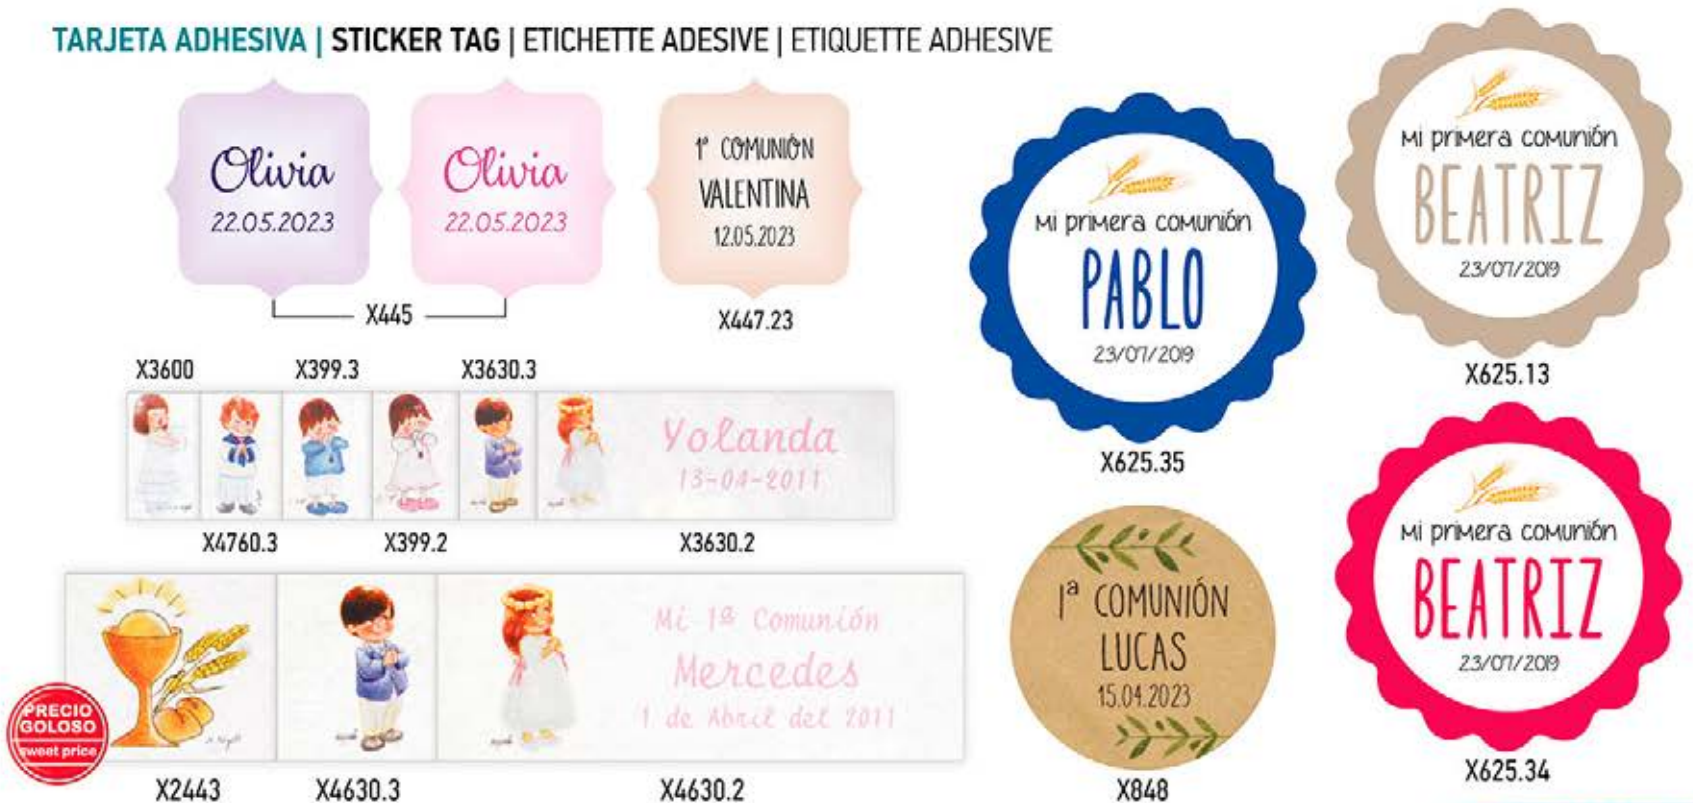 TARJETA ADHESIVA | STICKER TAG | ETICHETTE ADESIVE | ETIQUETTE ADHESIVE
Olivia
22.05.2023
Olivia
22.05.2023
X445
1ª COMUNIÓN
VALENTINA
12.05.2023
X447.23
Mi primera comunión
PABLO
23/07/2019
X625.35
Mi primera comunión
BEATRIZ
23/07/2019
X625.13
X3600
X399.3
X3630.3
Yolanda
13-04-2011
X4760.3
X399.2
X3630.2
Mi 1ª Comunión
Mercedes
1 de Abril del 2011
PRECIO
GOLOSO
sweet price
X2443
X4630.3
X4630.2
1ª COMUNIÓN
LUCAS
15.04.2023
X848
Mi primera comunión
BEATRIZ
23/07/2019
X625.34